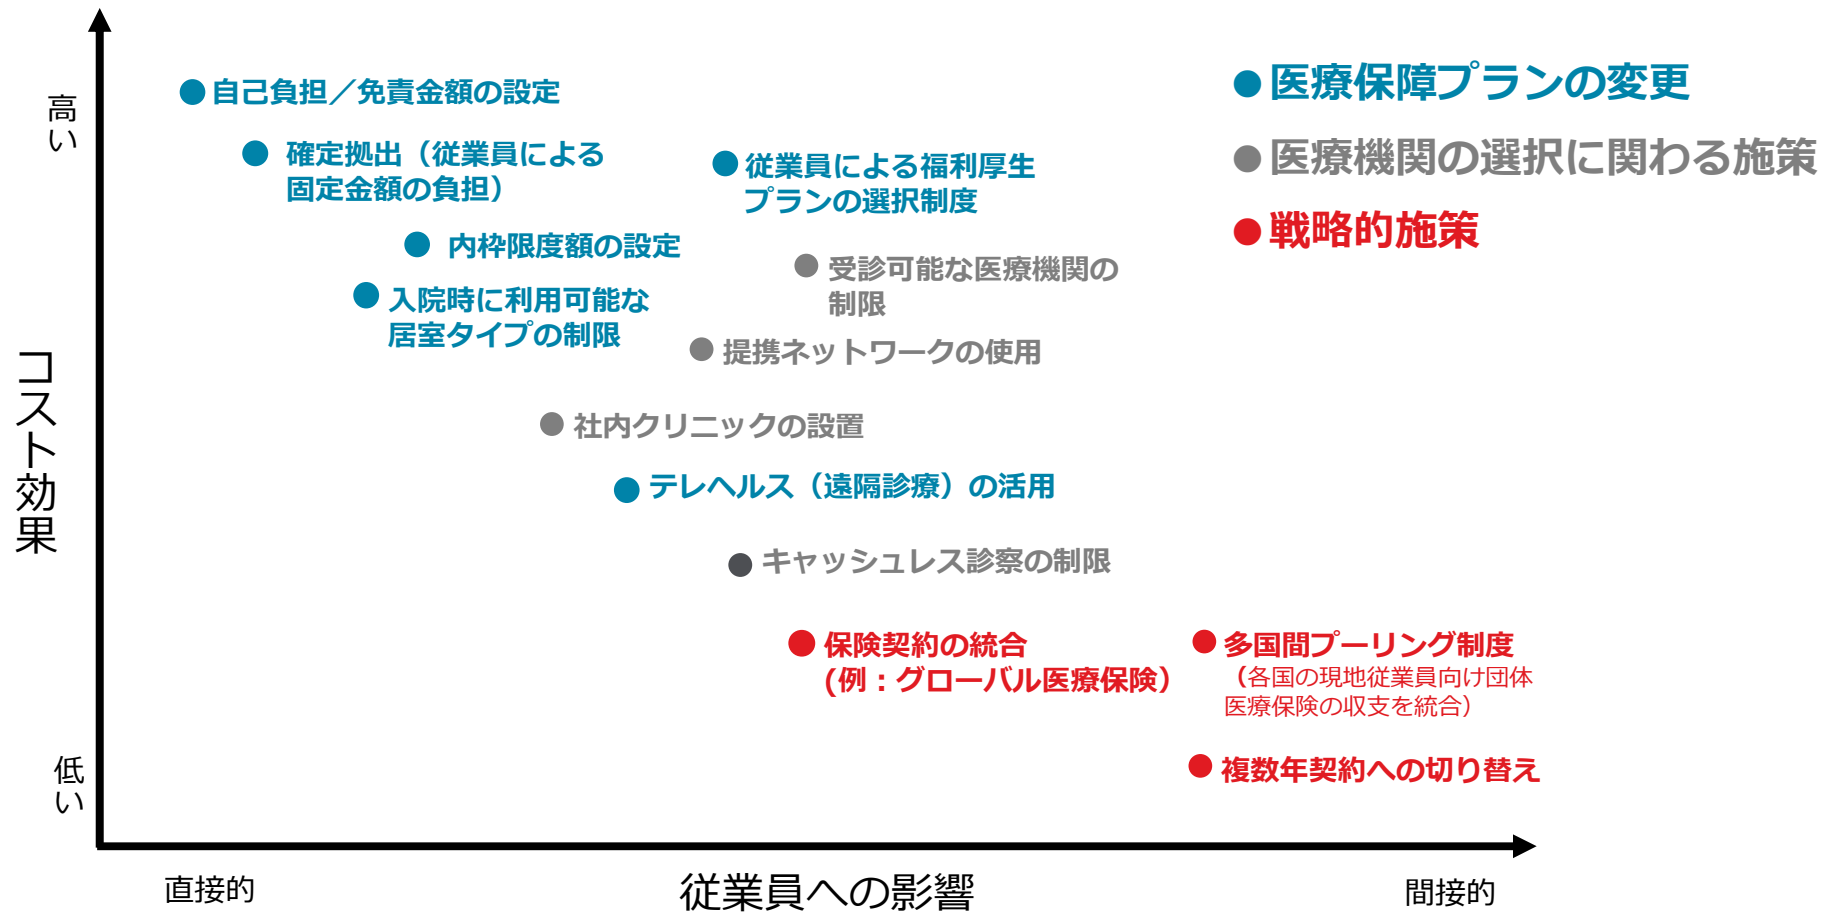 自己負担／免責金額の設定
確定拠出（従業員による
固定金額の負担）
従業員による福利厚生
プランの選択制度
内枠限度額の設定
受診可能な医療機関の
制限
入院時に利用可能な
居室タイプの制限
提携ネットワークの使用
社内クリニックの設置
テレヘルス（遠隔診療）の活用
キャッシュレス診察の制限
保険契約の統合
(例：グローバル医療保険）
多国間プーリング制度
（各国の現地従業員向け団体
医療保険の収支を統合）
複数年契約への切り替え
医療保障プランの変更
医療機関の選択に関わる施策
戦略的施策
高い
コスト効果
低い
直接的
従業員への影響
間接的